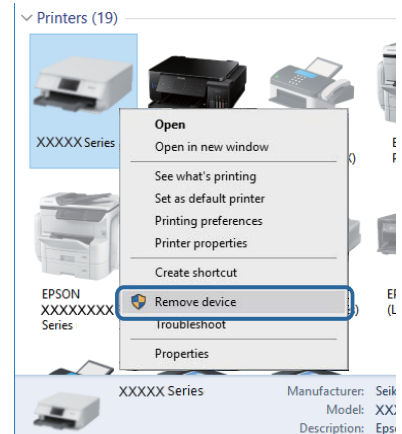 Printers (19)
XXXXX Series
Open
Open in new window
See what's printing
Set as default printer
Printing preferences
Printer properties
Create shortcut
Remove device
Troubleshoot
Properties
EPSON
XXXXXXXX
Series
XXXXX Series
Manufacturer:
Model:
Description: